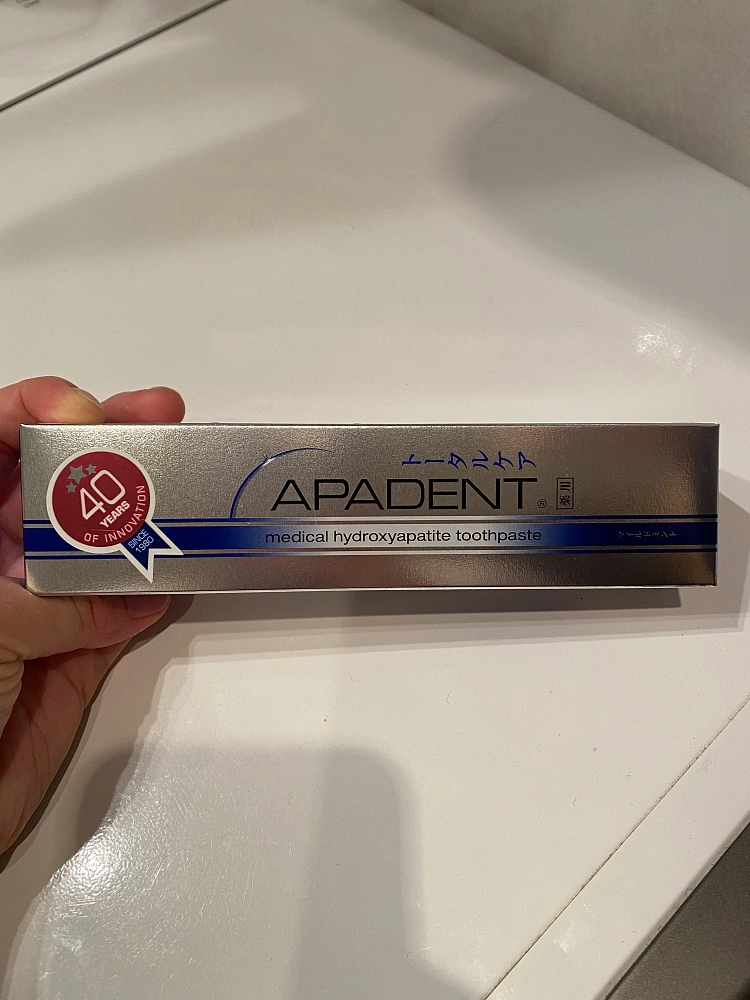 40
YEARS
OF INNOVATION
SINCE
1980
トータルケア
APADENT®
薬用
medical hydroxyapatite toothpaste